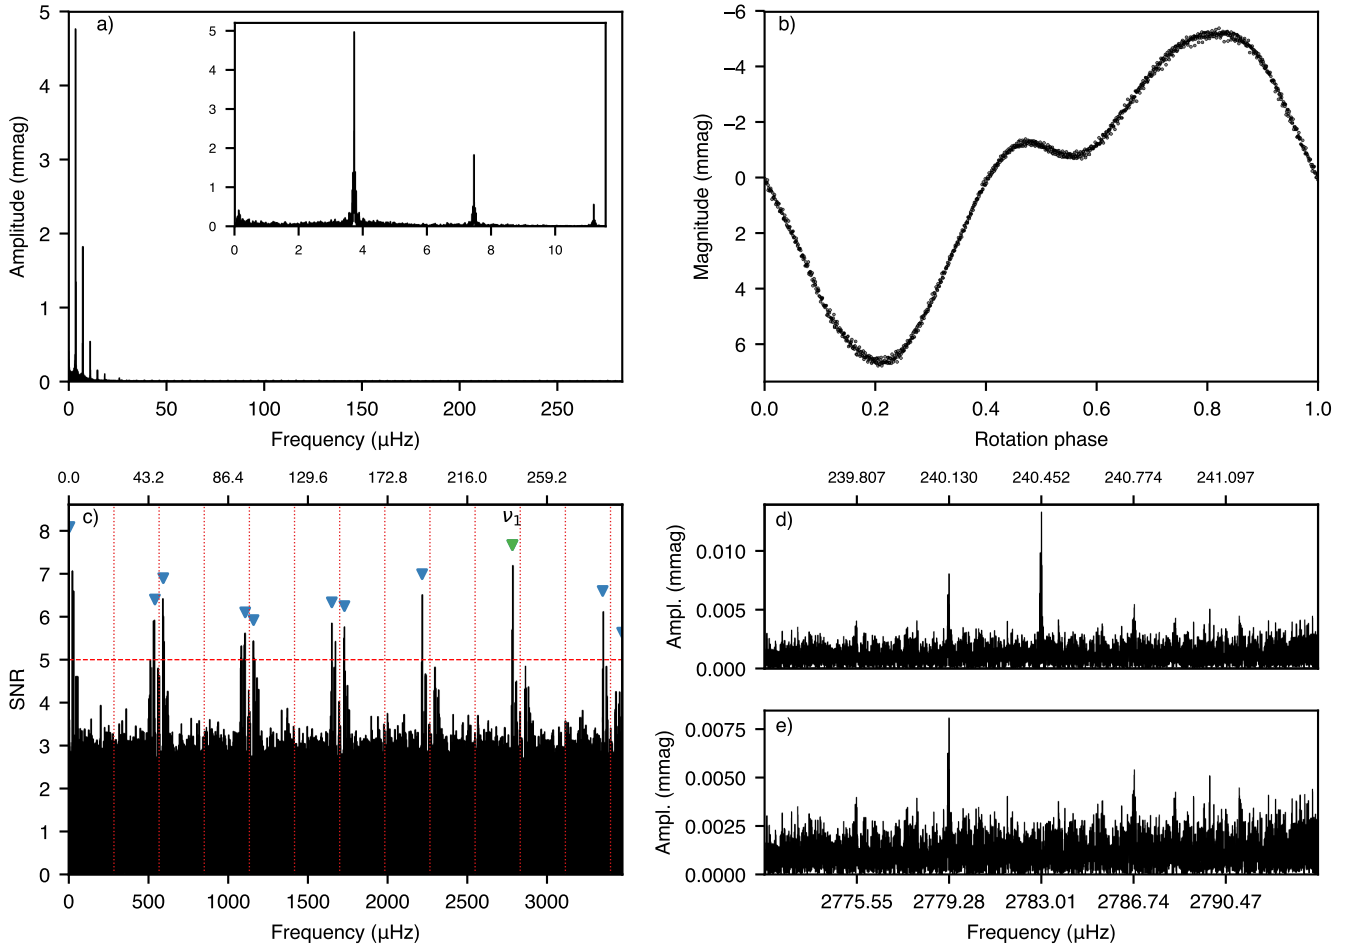 a)
Amplitude (mmag)
5
4
3
2
1
0
0 50 100 150 200 250
Frequency (μHz)
5
4
3
2
1
0
0 2 4 6 8 10
b)
Magnitude (mmag)
−6
−4
−2
0
2
4
6
0.0 0.2 0.4 0.6 0.8 1.0
Rotation phase
0.0 43.2 86.4 129.6 172.8 216.0 259.2
c)
ν1
SNR
8
7
6
5
4
3
2
1
0
0 500 1000 1500 2000 2500 3000
Frequency (μHz)
239.807 240.130 240.452 240.774 241.097
d)
Ampl. (mmag)
0.010
0.005
0.000
e)
Ampl. (mmag)
0.0075
0.0050
0.0025
0.0000
2775.55 2779.28 2783.01 2786.74 2790.47
Frequency (μHz)